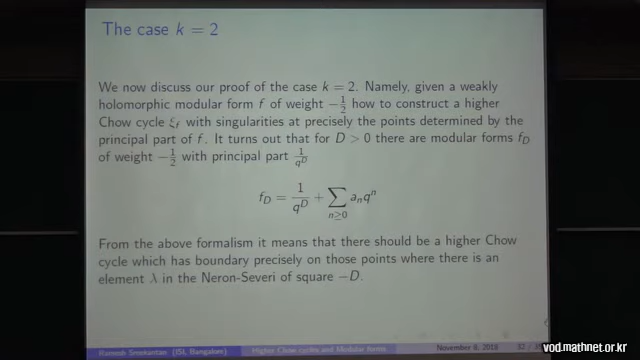 The case k = 2
We now discuss our proof of the case k = 2. Namely, given a weakly
holomorphic modular form f of weight −1/2 how to construct a higher
Chow cycle ξ_f with singularities at precisely the points determined by the
principal part of f. It turns out that for D > 0 there are modular forms f_D
of weight −1/2 with principal part 1/q^D
f_D = 1/q^D + ∑_{n≥0} a_n q^n
From the above formalism it means that there should be a higher Chow
cycle which has boundary precisely on those points where there is an
element λ in the Neron-Severi of square −D.
Ramesh Sreekantan (ISI, Bangalore) Higher Chow cycles and Modular forms November 6, 2018 32 /
vod.mathnet.or.kr